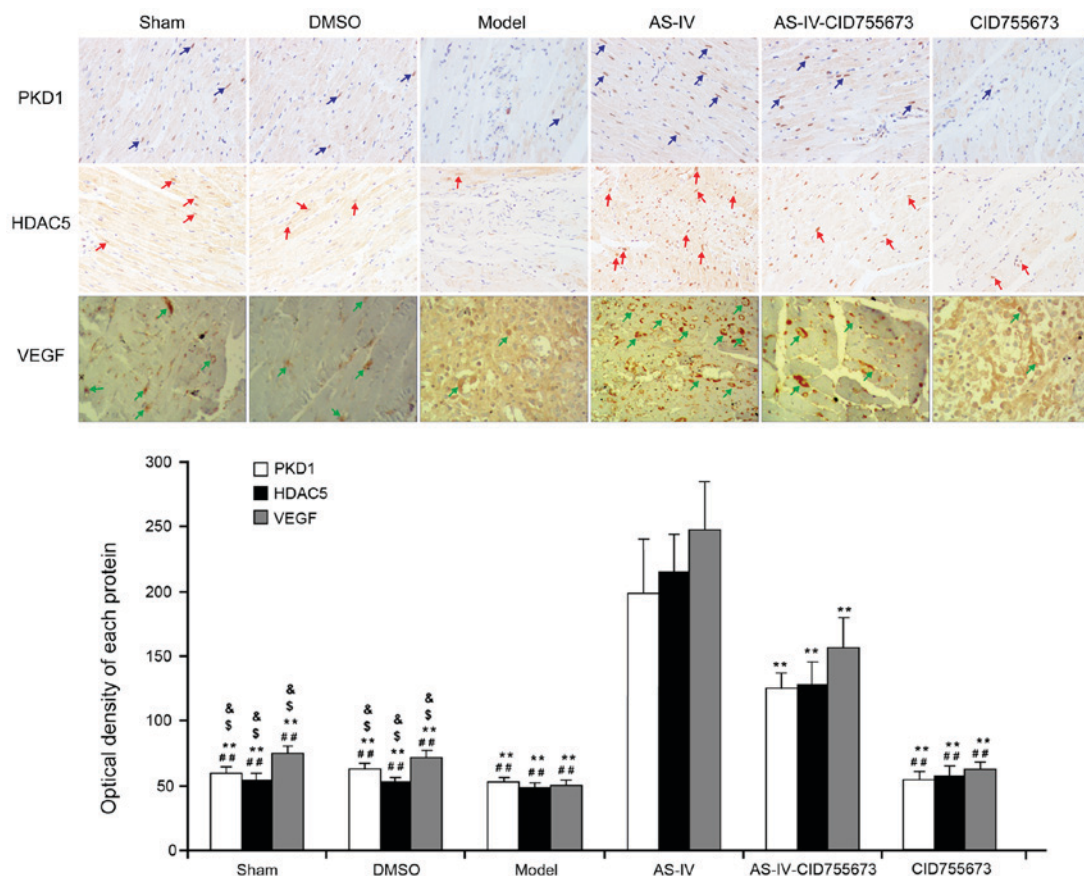 Sham DMSO Model AS-IV AS-IV-CID755673 CID755673
PKD1
HDAC5
VEGF
300
250
200
150
100
50
0
Optical density of each protein
PKD1
HDAC5
VEGF
& & &
$ $ $
** ** **
## ## ##
& & &
$ $ $
** ** **
## ## ##
** ** **
## ## ##
** ** **
** ** **
## ## ##
Sham DMSO Model AS-IV AS-IV-CID755673 CID755673